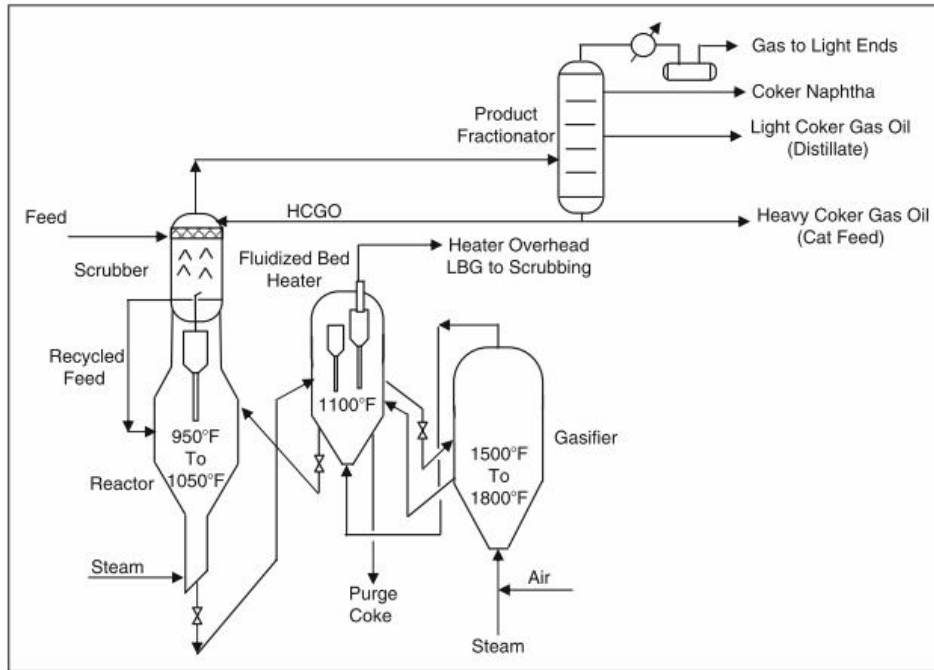 Gas to Light Ends
Coker Naphtha
Product
Fractionator
Light Coker Gas Oil
(Distillate)
HCGO
Feed
Heavy Coker Gas Oil
(Cat Feed)
Fluidized Bed
Heater
Heater Overhead
LBG to Scrubbing
Scrubber
Recycled
Feed
1100°F
950°F
To
1050°F
Reactor
Gasifier
1500°F
To
1800°F
Steam
Purge
Coke
Air
Steam